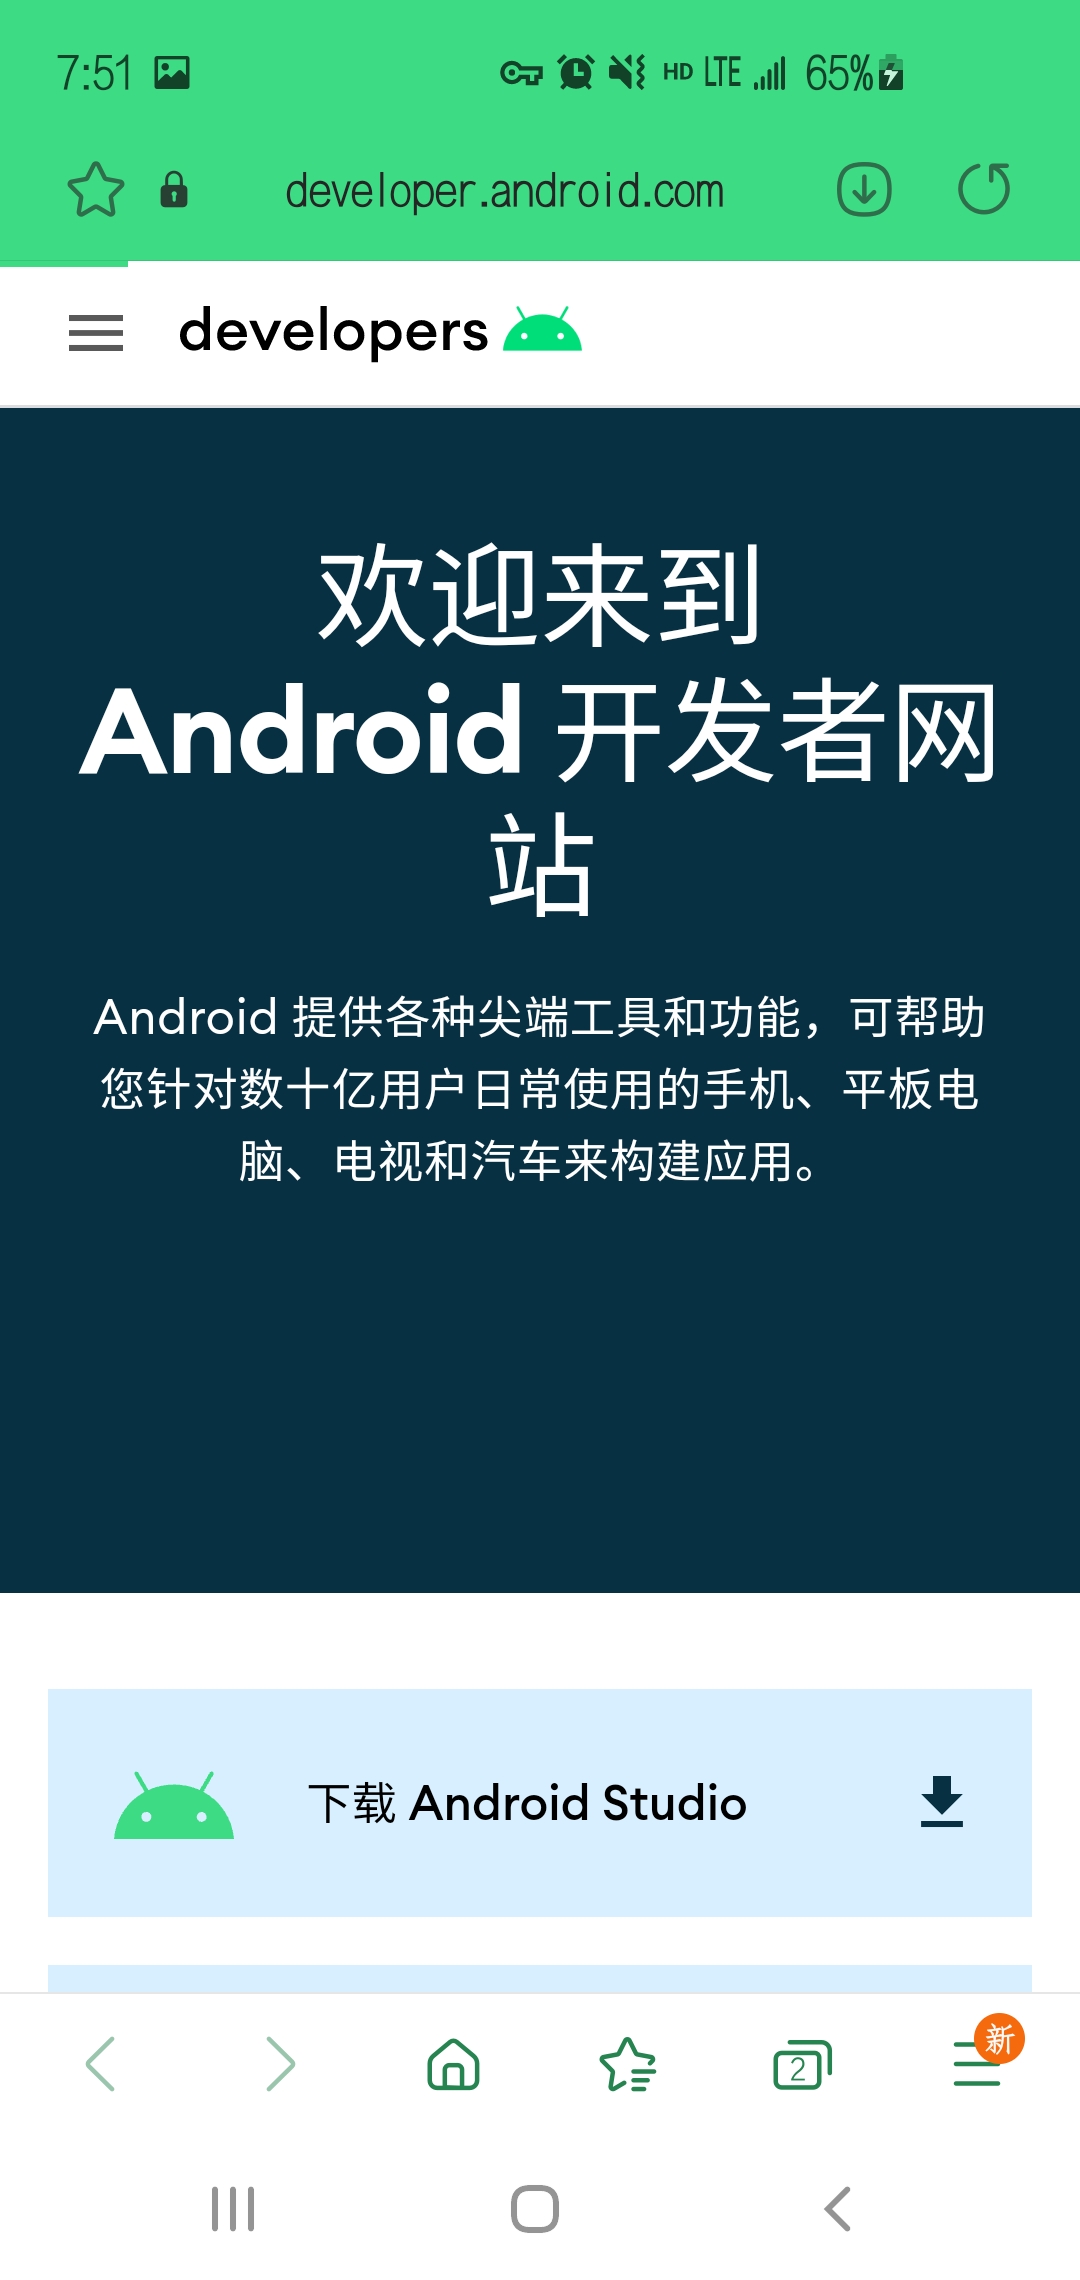 7:51 HD LTE 65%
developer.android.com
developers
欢迎来到
Android 开发者网
站
Android 提供各种尖端工具和功能，可帮助
您针对数十亿用户日常使用的手机、平板电
脑、电视和汽车来构建应用。
下载 Android Studio
2 新